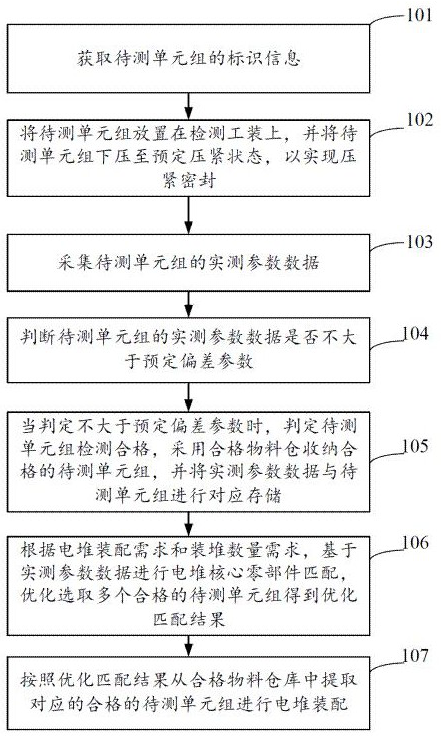 101
获取待测单元组的标识信息
102
将待测单元组放置在检测工装上，并将待
测单元组下压至预定压紧状态，以实现压
紧密封
103
采集待测单元组的实测参数数据
104
判断待测单元组的实测参数数据是否不大
于预定偏差参数
105
当判定不大于预定偏差参数时，判定待测
单元组检测合格，采用合格物料仓收纳合
格的待测单元组，并将实测参数数据与待
测单元组进行对应存储
106
根据电堆装配需求和装堆数量需求，基于
实测参数数据进行电堆核心零部件匹配，
优化选取多个合格的待测单元组得到优化
匹配结果
107
按照优化匹配结果从合格物料仓库中提取
对应的合格的待测单元组进行电堆装配